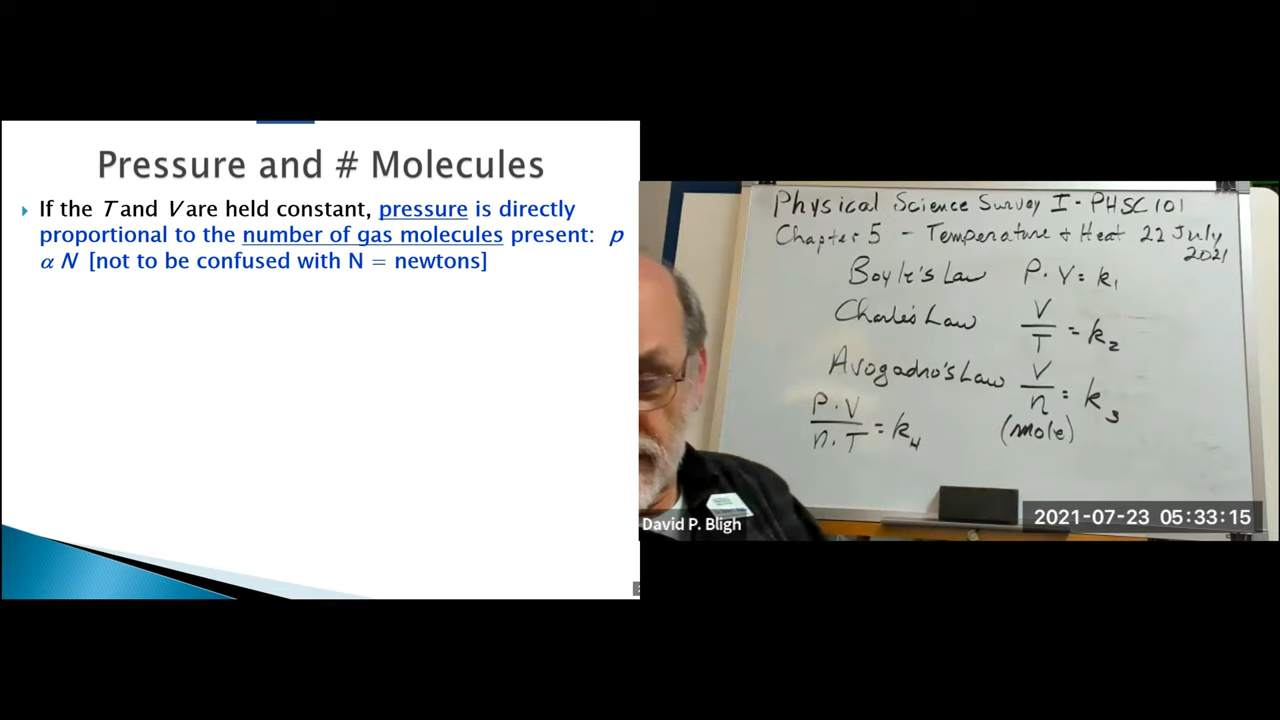 Pressure and # Molecules
If the T and V are held constant, pressure is directly
proportional to the number of gas molecules present: p
α N [not to be confused with N = newtons]
Physical Science Survey I - PHSC 101
Chapter 5 - Temperature & Heat 22 July
2021
Boyle's Law P·V = k1
Charle's Law V/T = k2
Avogadro's Law V/n = k3
(mole)
P·V/n·T = k4
David P. Bligh
2021-07-23 05:33:15